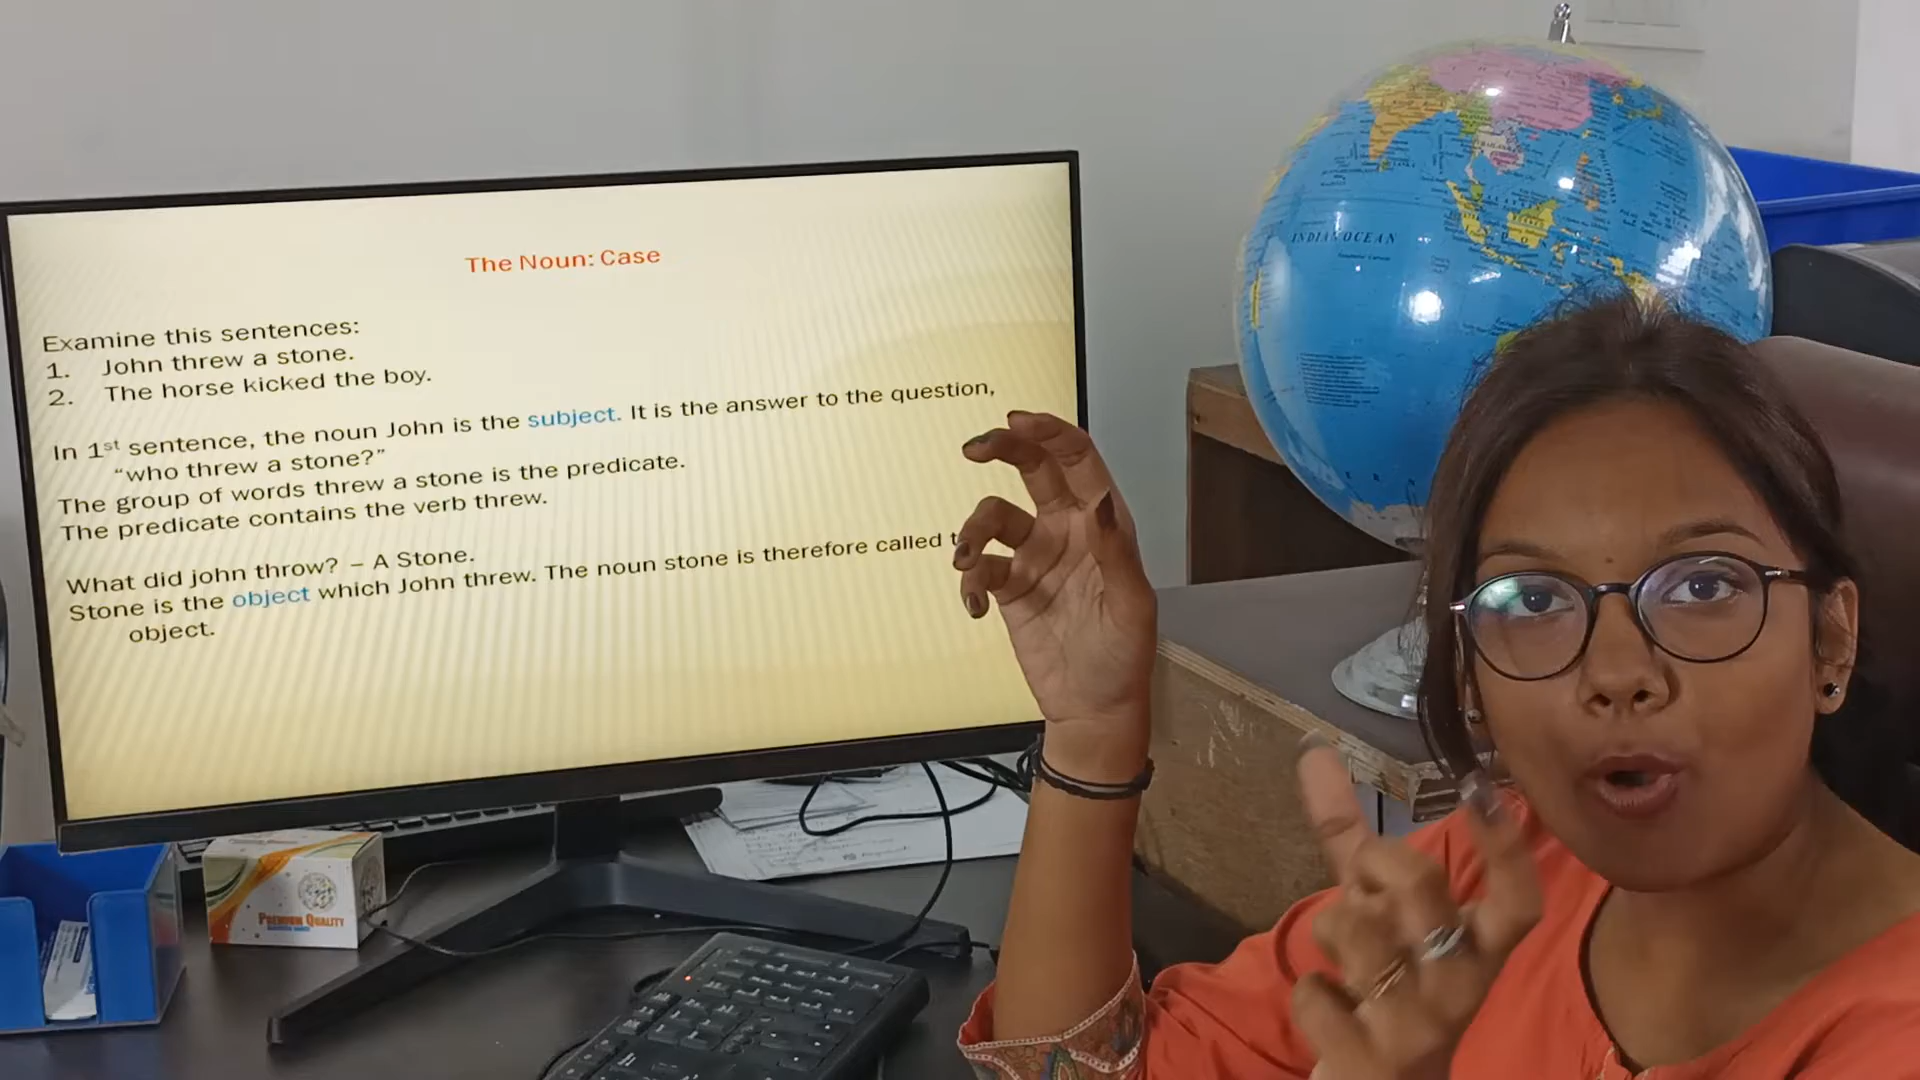 The Noun: Case
Examine this sentences:
1. John threw a stone.
2. The horse kicked the boy.
In 1st sentence, the noun John is the subject. It is the answer to the question,
“who threw a stone?”
The group of words threw a stone is the predicate.
The predicate contains the verb threw.
What did john throw? – A Stone.
Stone is the object which John threw. The noun stone is therefore called
object.
INDIAN OCEAN
PREMIUM QUALITY